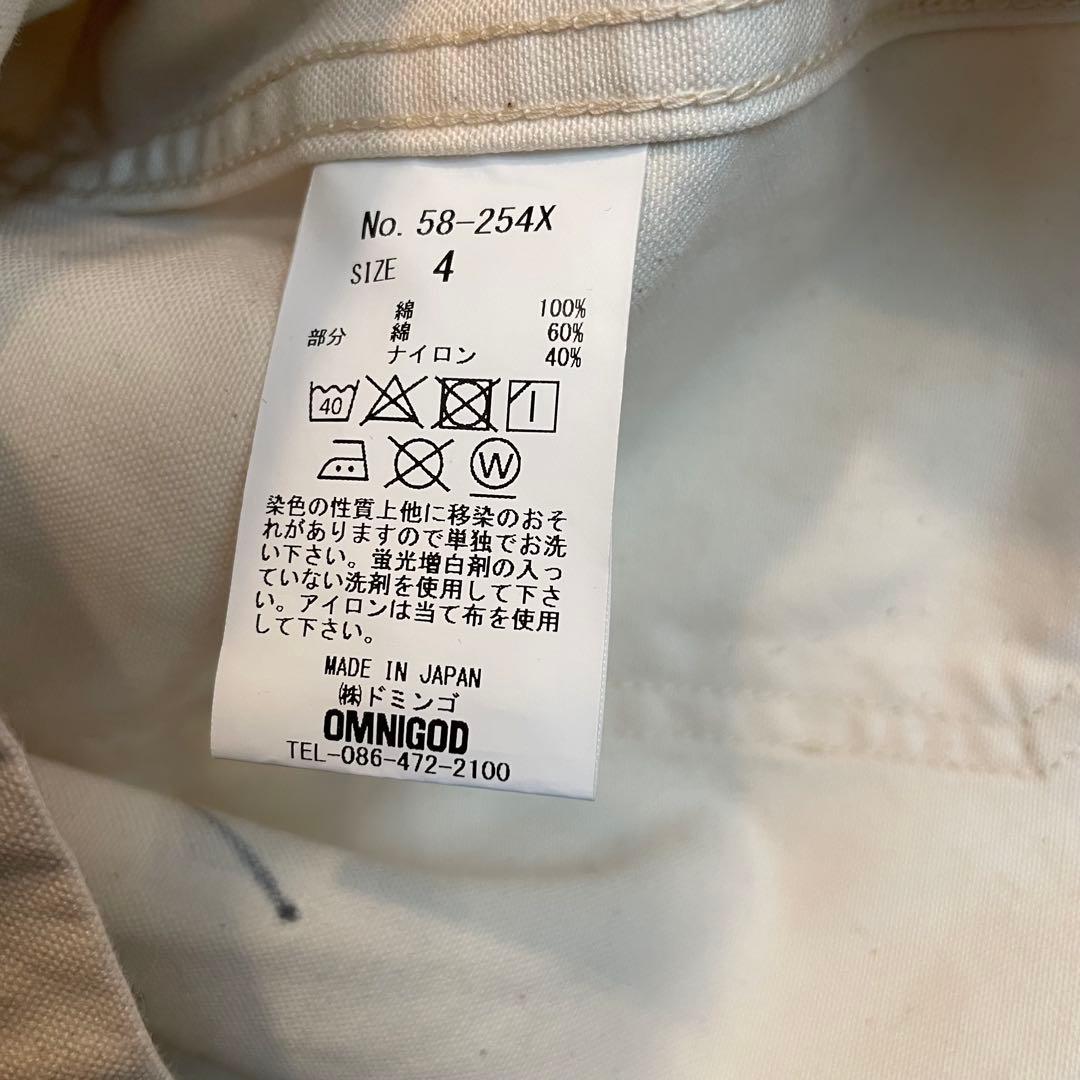 No. 58-254X
SIZE 4
綿 100%
部分 綿 60%
ナイロン 40%
40
W
染色の性質上他に移染のおそ
れがありますので単独でお洗
い下さい。蛍光増白剤の入っ
ていない洗剤を使用して下さ
い。アイロンは当て布を使用
して下さい。
MADE IN JAPAN
㈱ドミンゴ
OMNIGOD
TEL-086-472-2100